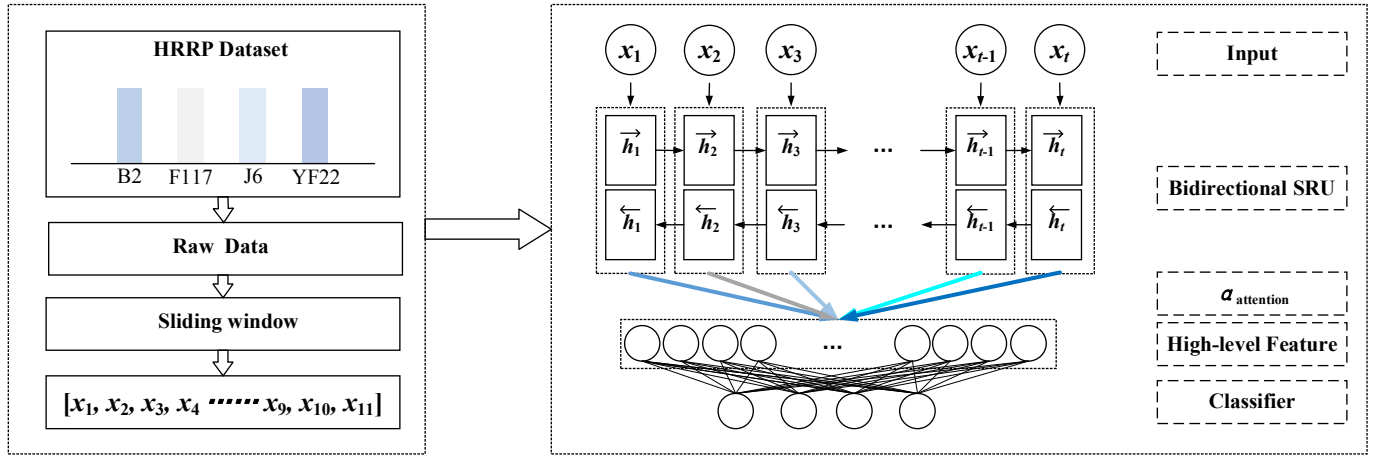 HRRP Dataset
B2 F117 J6 YF22
Raw Data
Sliding window
[x1, x2, x3, x4 ······ x9, x10, x11]
x1 x2 x3 xt-1 xt
h1 h2 h3 ... ht-1 ht
h1 h2 h3 ... ht-1 ht
...
Input
Bidirectional SRU
α attention
High-level Feature
Classifier